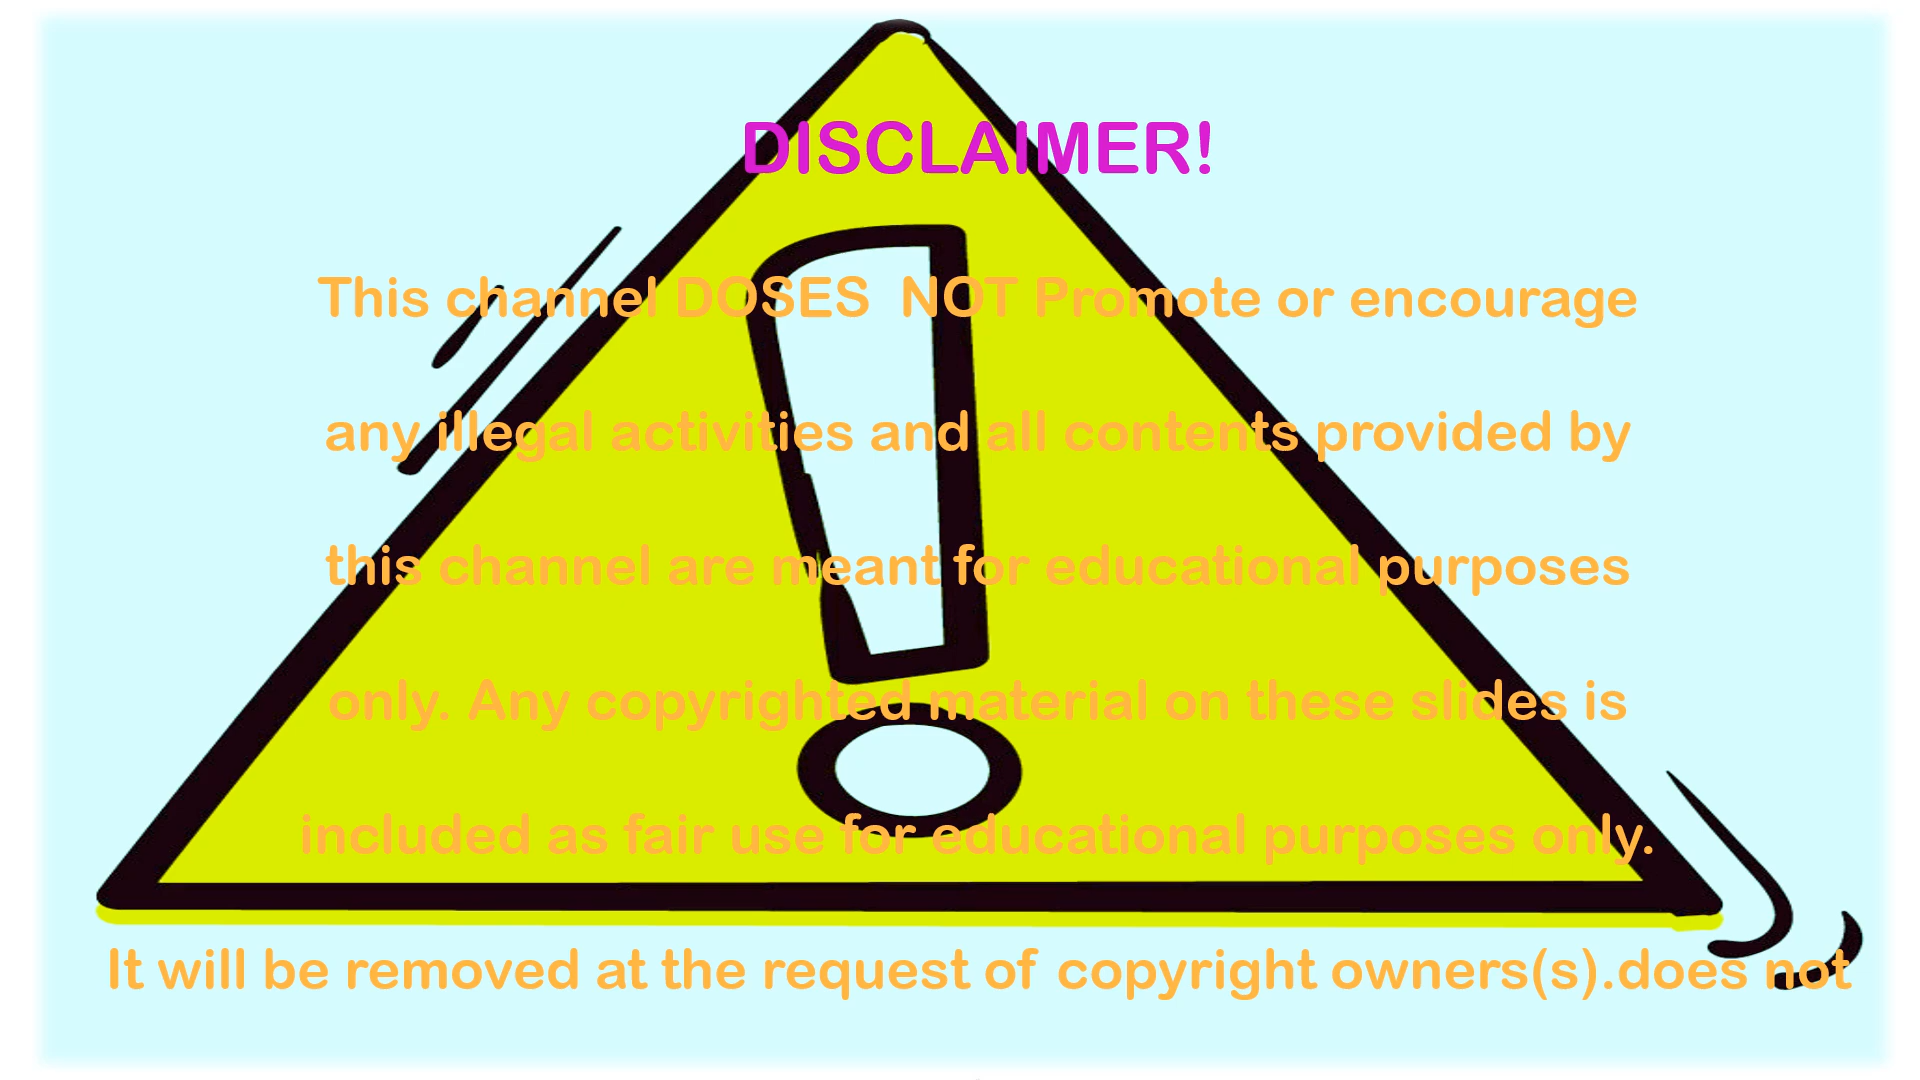 DISCLAIMER!
This channel DOSES NOT Promote or encourage
any illegal activities and all contents provided by
this channel are meant for educational purposes
only. Any copyrighted material on these slides is
included as fair use for educational purposes only.
It will be removed at the request of copyright owners(s).does not